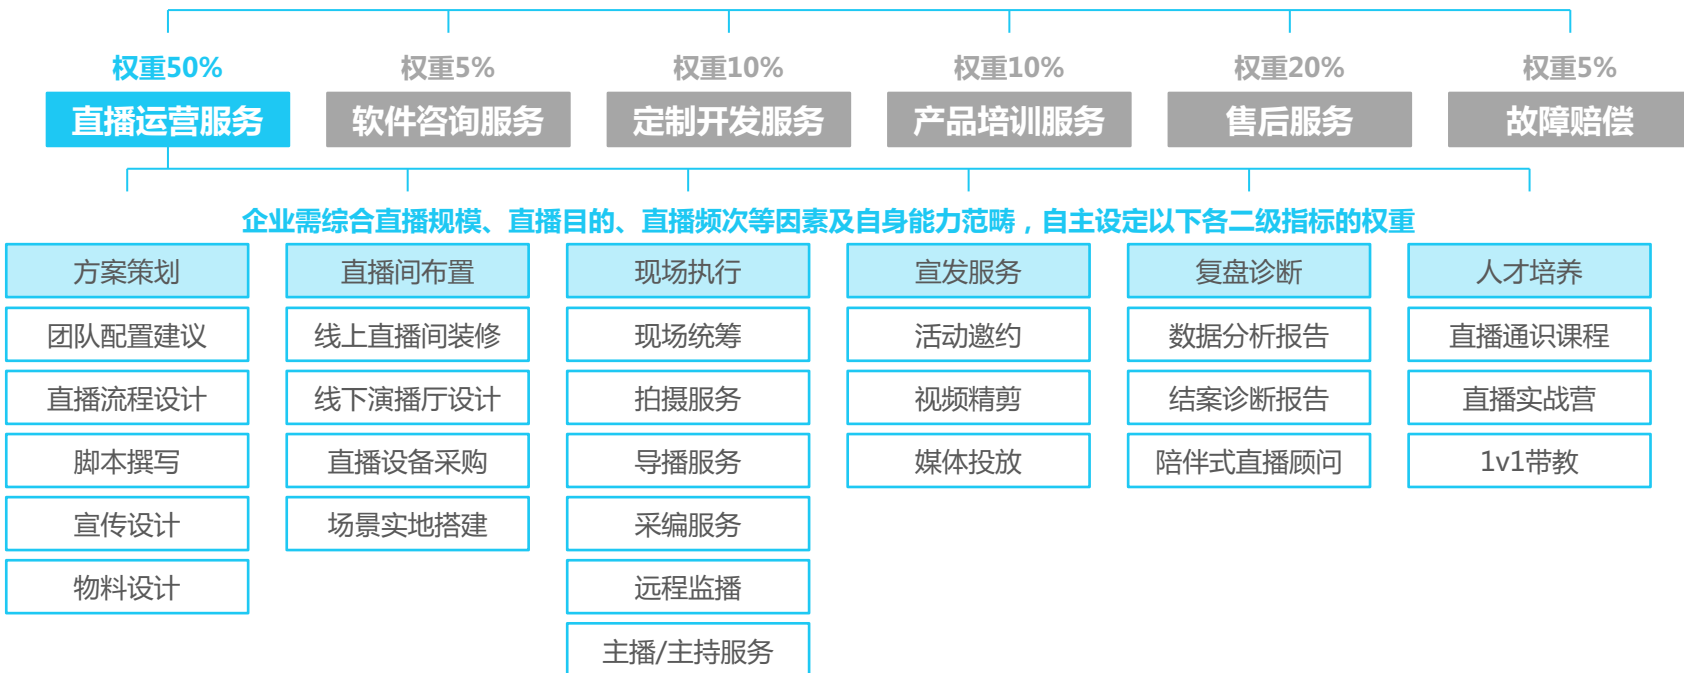 权重50%
权重5%
权重10%
权重10%
权重20%
权重5%
直播运营服务
软件咨询服务
定制开发服务
产品培训服务
售后服务
故障赔偿
企业需综合直播规模、直播目的、直播频次等因素及自身能力范畴，自主设定以下各二级指标的权重
方案策划
直播间布置
现场执行
宣发服务
复盘诊断
人才培养
团队配置建议
线上直播间装修
现场统筹
活动邀约
数据分析报告
直播通识课程
直播流程设计
线下演播厅设计
拍摄服务
视频精剪
结案诊断报告
直播实战营
脚本撰写
直播设备采购
导播服务
媒体投放
陪伴式直播顾问
1v1带教
宣传设计
场景实地搭建
采编服务
物料设计
远程监播
主播/主持服务